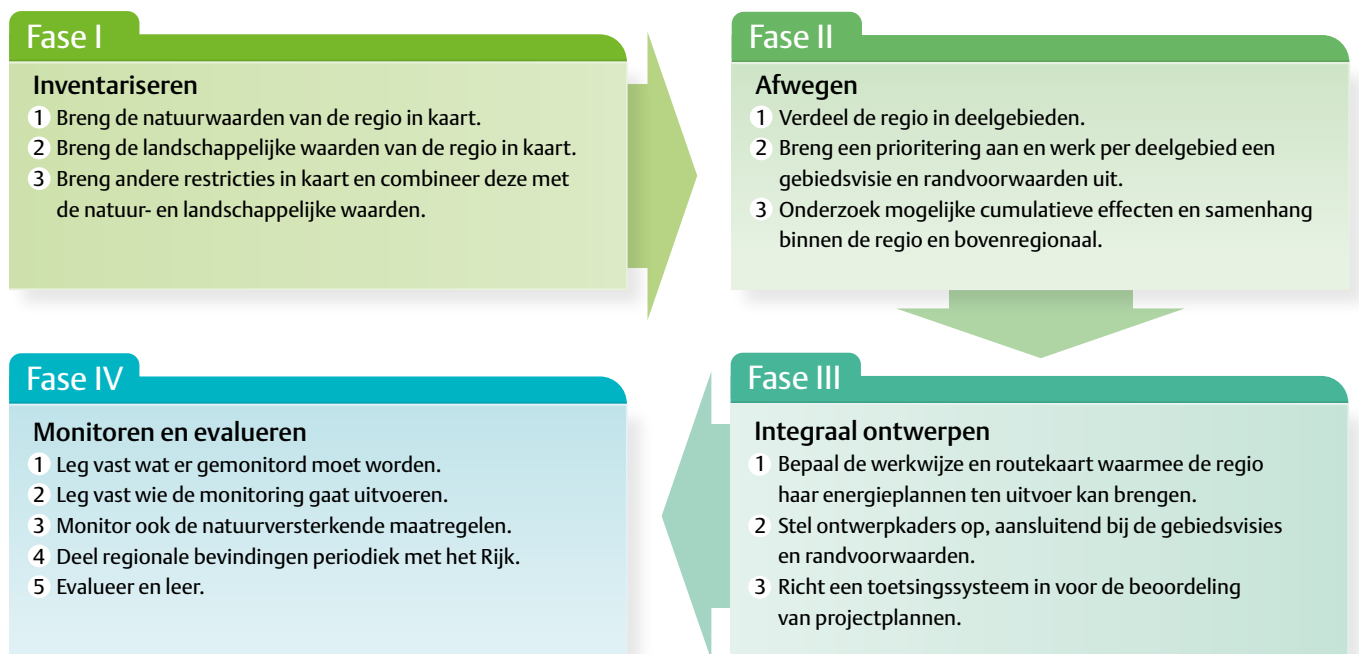 Fase I
Inventariseren
1 Breng de natuurwaarden van de regio in kaart.
2 Breng de landschappelijke waarden van de regio in kaart.
3 Breng andere restricties in kaart en combineer deze met
de natuur- en landschappelijke waarden.
Fase II
Afwegen
1 Verdeel de regio in deelgebieden.
2 Breng een prioritering aan en werk per deelgebied een
gebiedsvisie en randvoorwaarden uit.
3 Onderzoek mogelijke cumulatieve effecten en samenhang
binnen de regio en bovenregionaal.
Fase III
Integraal ontwerpen
1 Bepaal de werkwijze en routekaart waarmee de regio
haar energieplannen ten uitvoer kan brengen.
2 Stel ontwerpkaders op, aansluitend bij de gebiedsvisies
en randvoorwaarden.
3 Richt een toetsingssysteem in voor de beoordeling
van projectplannen.
Fase IV
Monitoren en evalueren
1 Leg vast wat er gemonitord moet worden.
2 Leg vast wie de monitoring gaat uitvoeren.
3 Monitor ook de natuurversterkende maatregelen.
4 Deel regionale bevindingen periodiek met het Rijk.
5 Evalueer en leer.